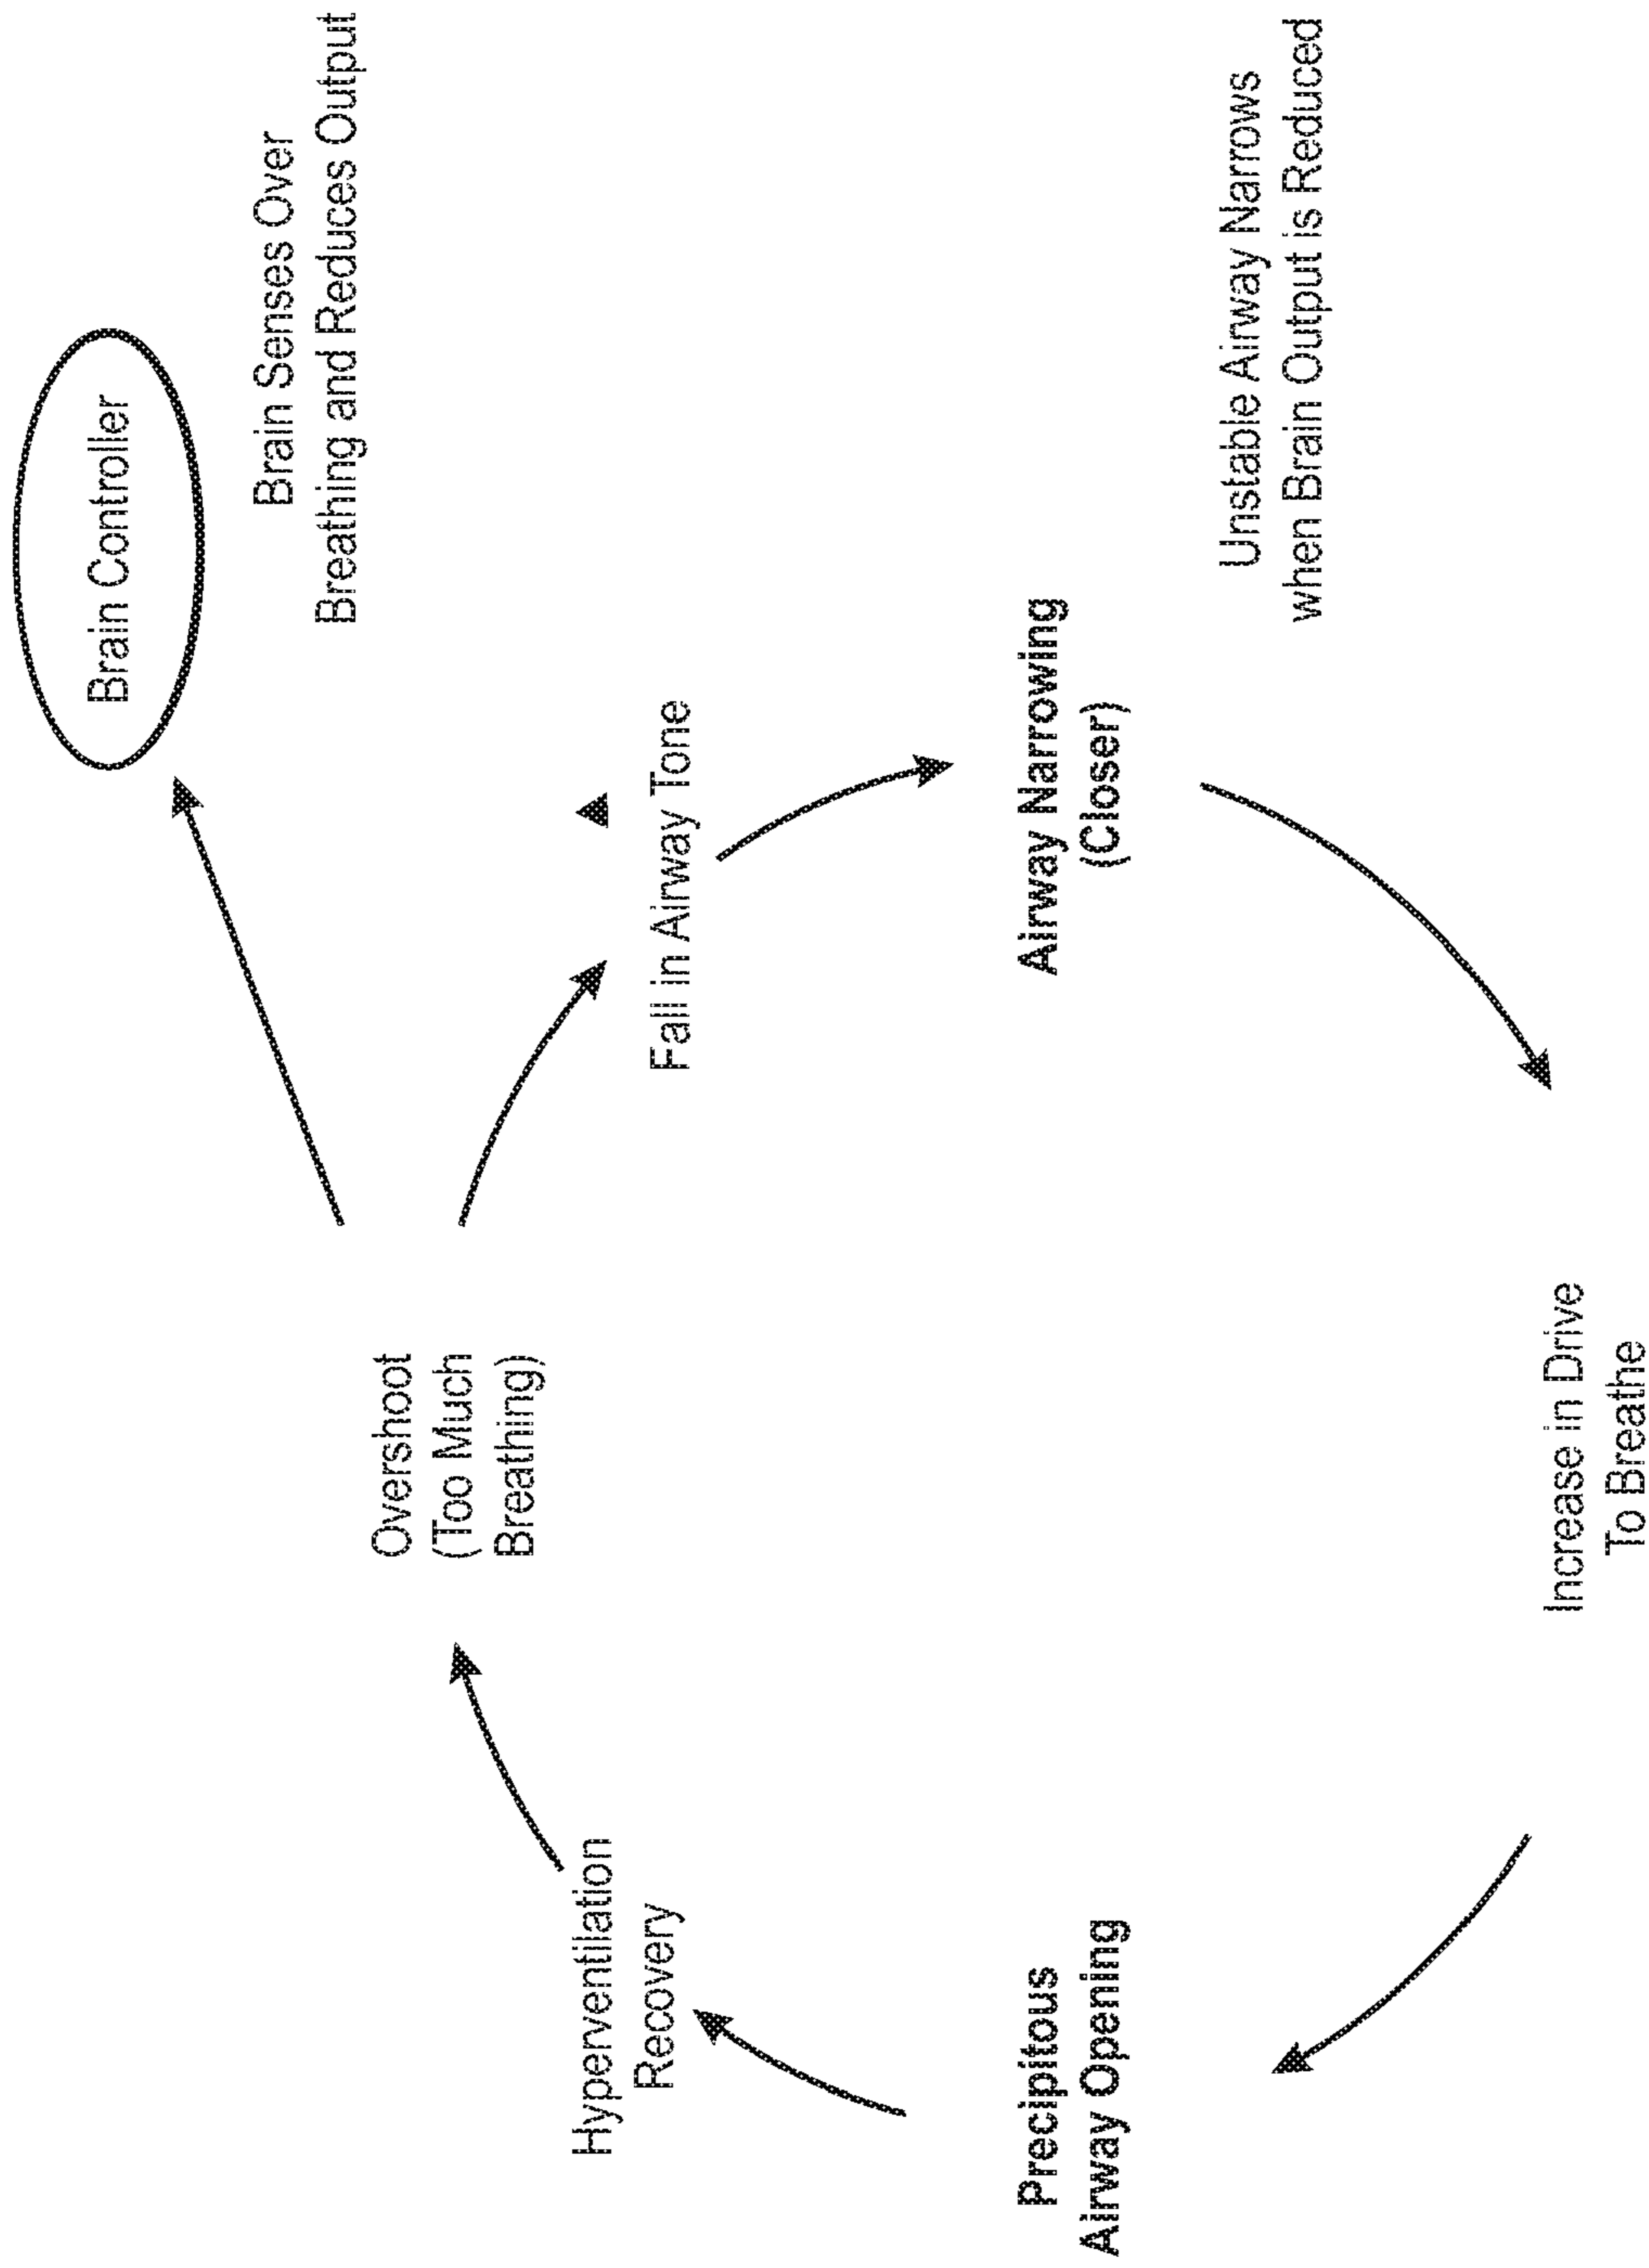 Brain Controller
Brain Senses Over
Breathing and Reduces Output
Overshoot
(Too Much
Breathing)
Hyperventilation
Recovery
Fall in Airway Tone
Precipitous
Airway Opening
Airway Narrowing
(Closer)
Unstable Airway Narrows
when Brain Output is Reduced
Increase in Drive
To Breathe